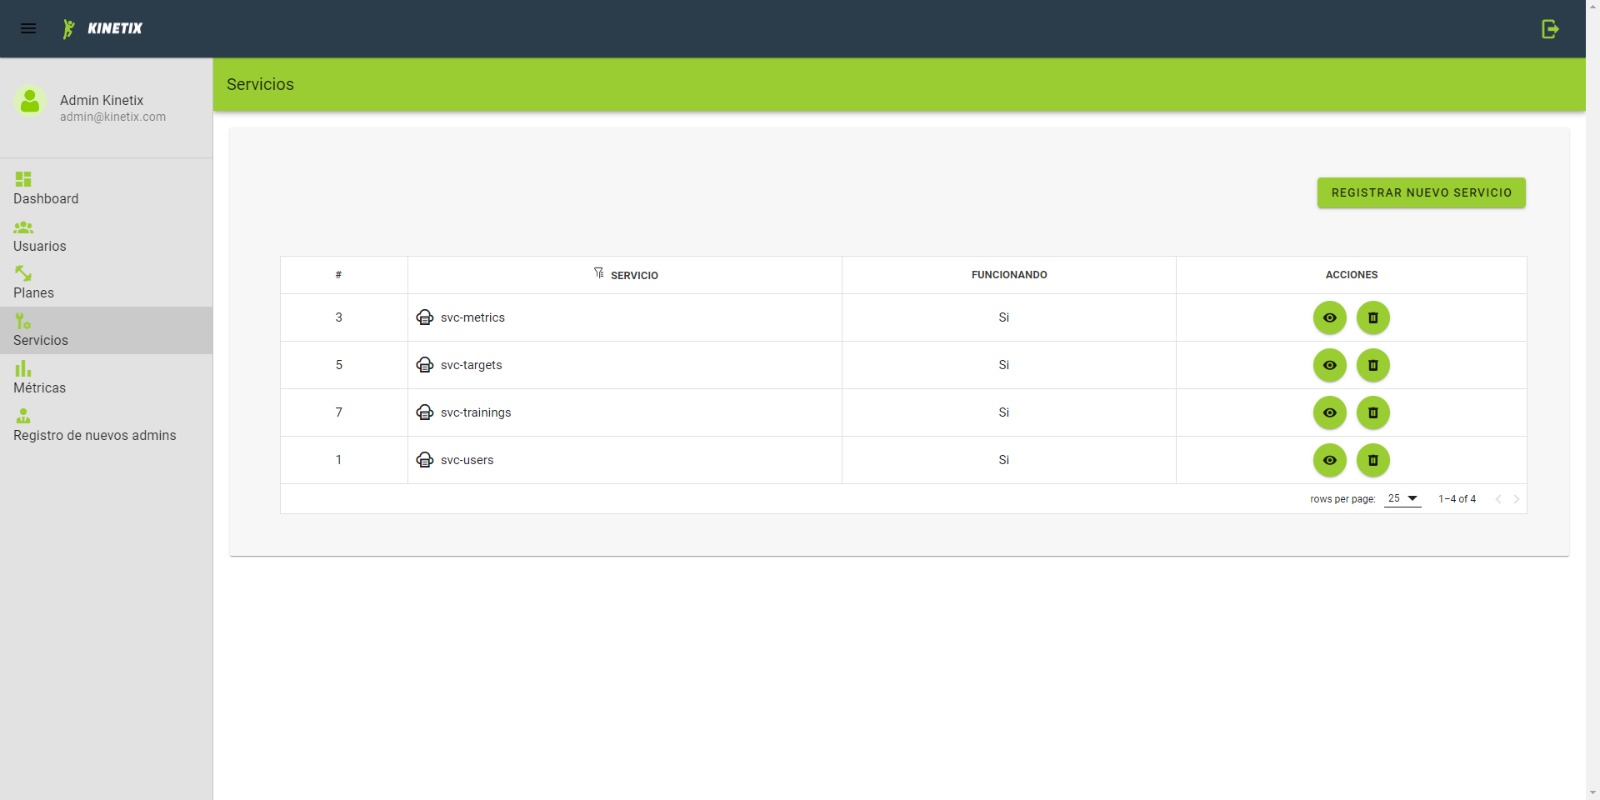 KINETIX
Admin Kinetix
admin@kinetix.com
Dashboard
Usuarios
Planes
Servicios
Métricas
Registro de nuevos admins
Servicios
REGISTRAR NUEVO SERVICIO
# SERVICIO FUNCIONANDO ACCIONES
3 svc-metrics Si
5 svc-targets Si
7 svc-trainings Si
1 svc-users Si
rows per page: 25 1–4 of 4